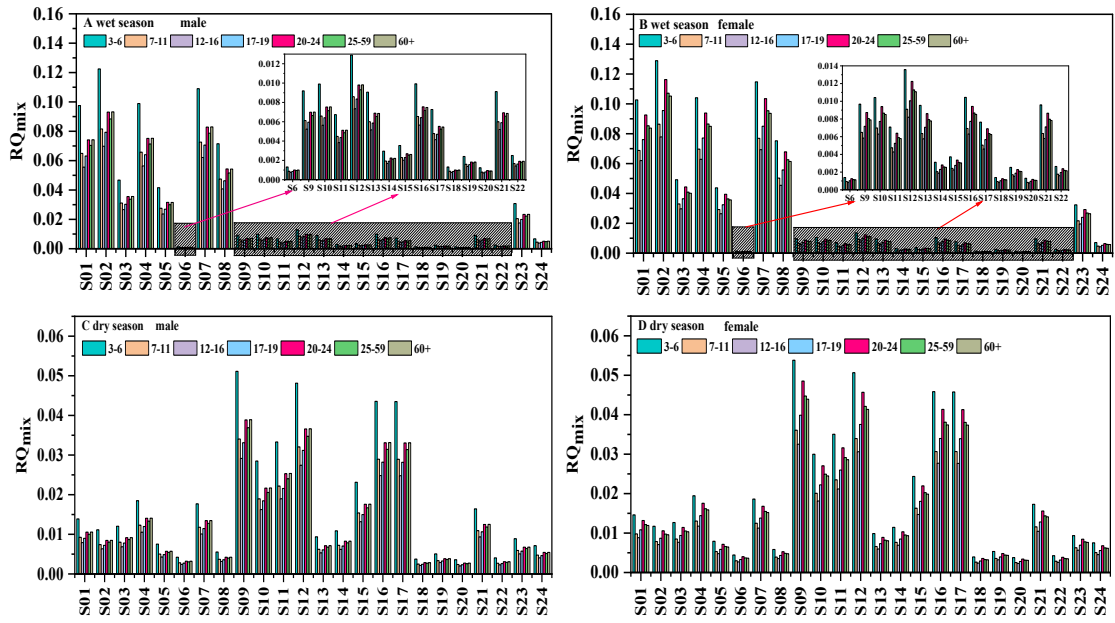 A wet season male
3-6 7-11 12-16 17-19 20-24 25-59 60+
RQmix
0.16
0.14
0.12
0.10
0.08
0.06
0.04
0.02
0.00
S01 S02 S03 S04 S05 S06 S07 S08 S09 S10 S11 S12 S13 S14 S15 S16 S17 S18 S19 S20 S21 S22 S23 S24
0.012
0.010
0.008
0.006
0.004
0.002
0.000
S6 S9 S10 S11 S12 S13 S14 S15 S16 S17 S18 S19 S20 S21 S22
B wet season female
3-6 7-11 12-16 17-19 20-24 25-59 60+
RQmix
0.16
0.14
0.12
0.10
0.08
0.06
0.04
0.02
0.00
S01 S02 S03 S04 S05 S06 S07 S08 S09 S10 S11 S12 S13 S14 S15 S16 S17 S18 S19 S20 S21 S22 S23 S24
0.014
0.012
0.010
0.008
0.006
0.004
0.002
0.000
S6 S9 S10 S11 S12 S13 S14 S15 S16 S17 S18 S19 S20 S21 S22
C dry season male
3-6 7-11 12-16 17-19 20-24 25-59 60+
RQmix
0.06
0.05
0.04
0.03
0.02
0.01
0.00
S01 S02 S03 S04 S05 S06 S07 S08 S09 S10 S11 S12 S13 S14 S15 S16 S17 S18 S19 S20 S21 S22 S23 S24
D dry season female
3-6 7-11 12-16 17-19 20-24 25-59 60+
RQmix
0.06
0.05
0.04
0.03
0.02
0.01
0.00
S01 S02 S03 S04 S05 S06 S07 S08 S09 S10 S11 S12 S13 S14 S15 S16 S17 S18 S19 S20 S21 S22 S23 S24